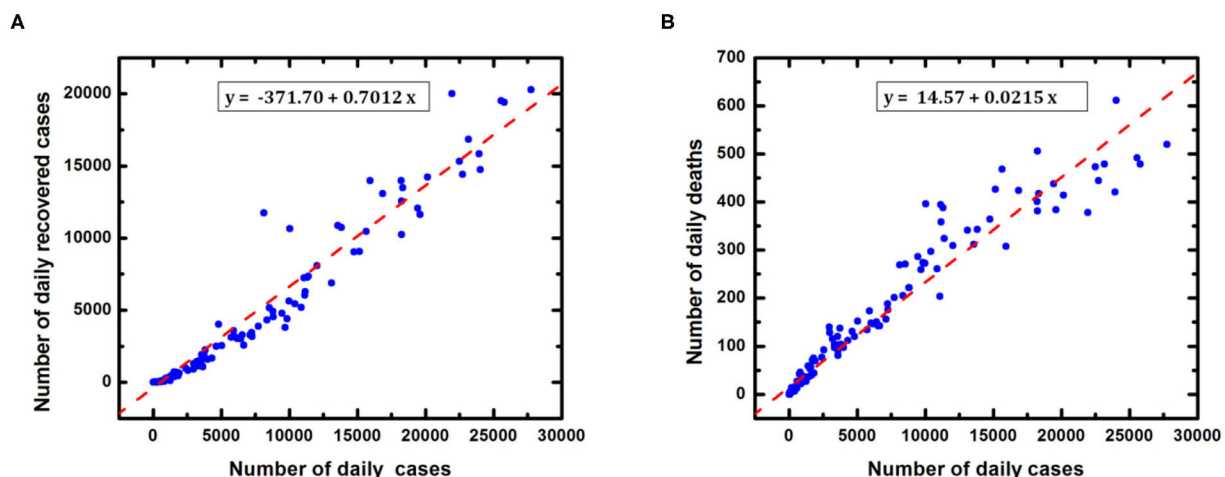 A
Number of daily recovered cases
20000
15000
10000
5000
0
y = -371.70 + 0.7012 x
0 5000 10000 15000 20000 25000 30000
Number of daily cases
B
Number of daily deaths
700
600
500
400
300
200
100
0
y = 14.57 + 0.0215 x
0 5000 10000 15000 20000 25000 30000
Number of daily cases